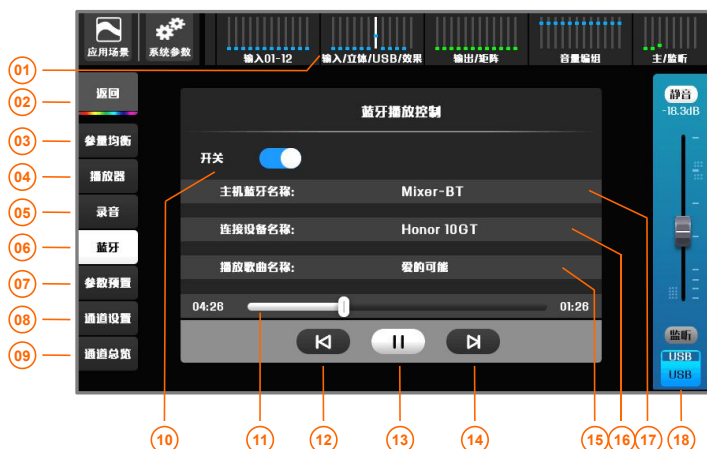 应用场景
系统参数
输入01-12
输入/立体/USB/效果
输出/矩阵
音量编组
主/监听
01
02
03
04
05
06
07
08
09
返回
参量均衡
播放器
录音
蓝牙
参数预置
通道设置
通道总览
蓝牙播放控制
开关
主机蓝牙名称: Mixer-BT
连接设备名称: Honor 10GT
播放歌曲名称: 爱的可能
04:26 01:26
静音
-18.3dB
监听
USB
USB
10 11 12 13 14 15 16 17 18